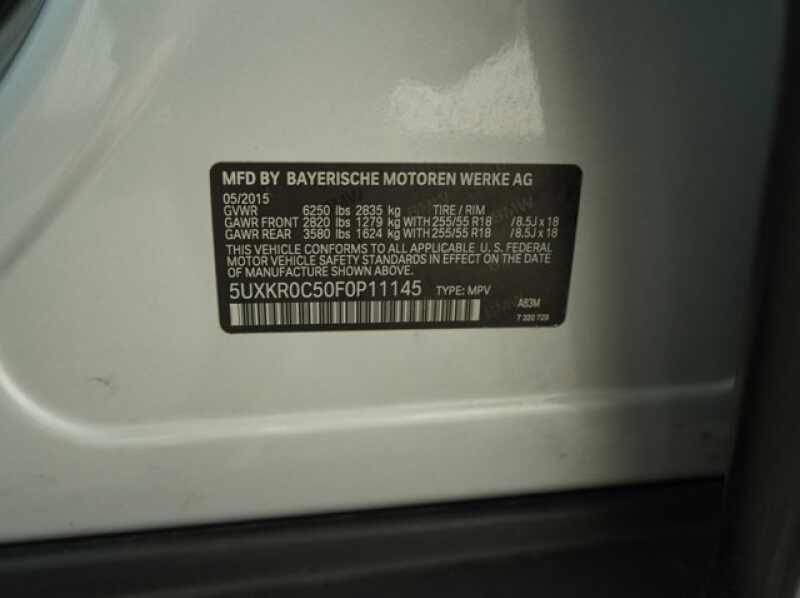 MFD BY BAYERISCHE MOTOREN WERKE AG
05/2015
GVWR 6250 lbs 2835 kg TIRE / RIM
GAWR FRONT 2820 lbs 1279 kg WITH 255/55 R18 /8.5J x 18
GAWR REAR 3580 lbs 1624 kg WITH 255/55 R18 /8.5J x 18
THIS VEHICLE CONFORMS TO ALL APPLICABLE U. S. FEDERAL
MOTOR VEHICLE SAFETY STANDARDS IN EFFECT ON THE DATE
OF MANUFACTURE SHOWN ABOVE.
5UXKR0C50F0P11145 TYPE: MPV
A83M
7 320 729